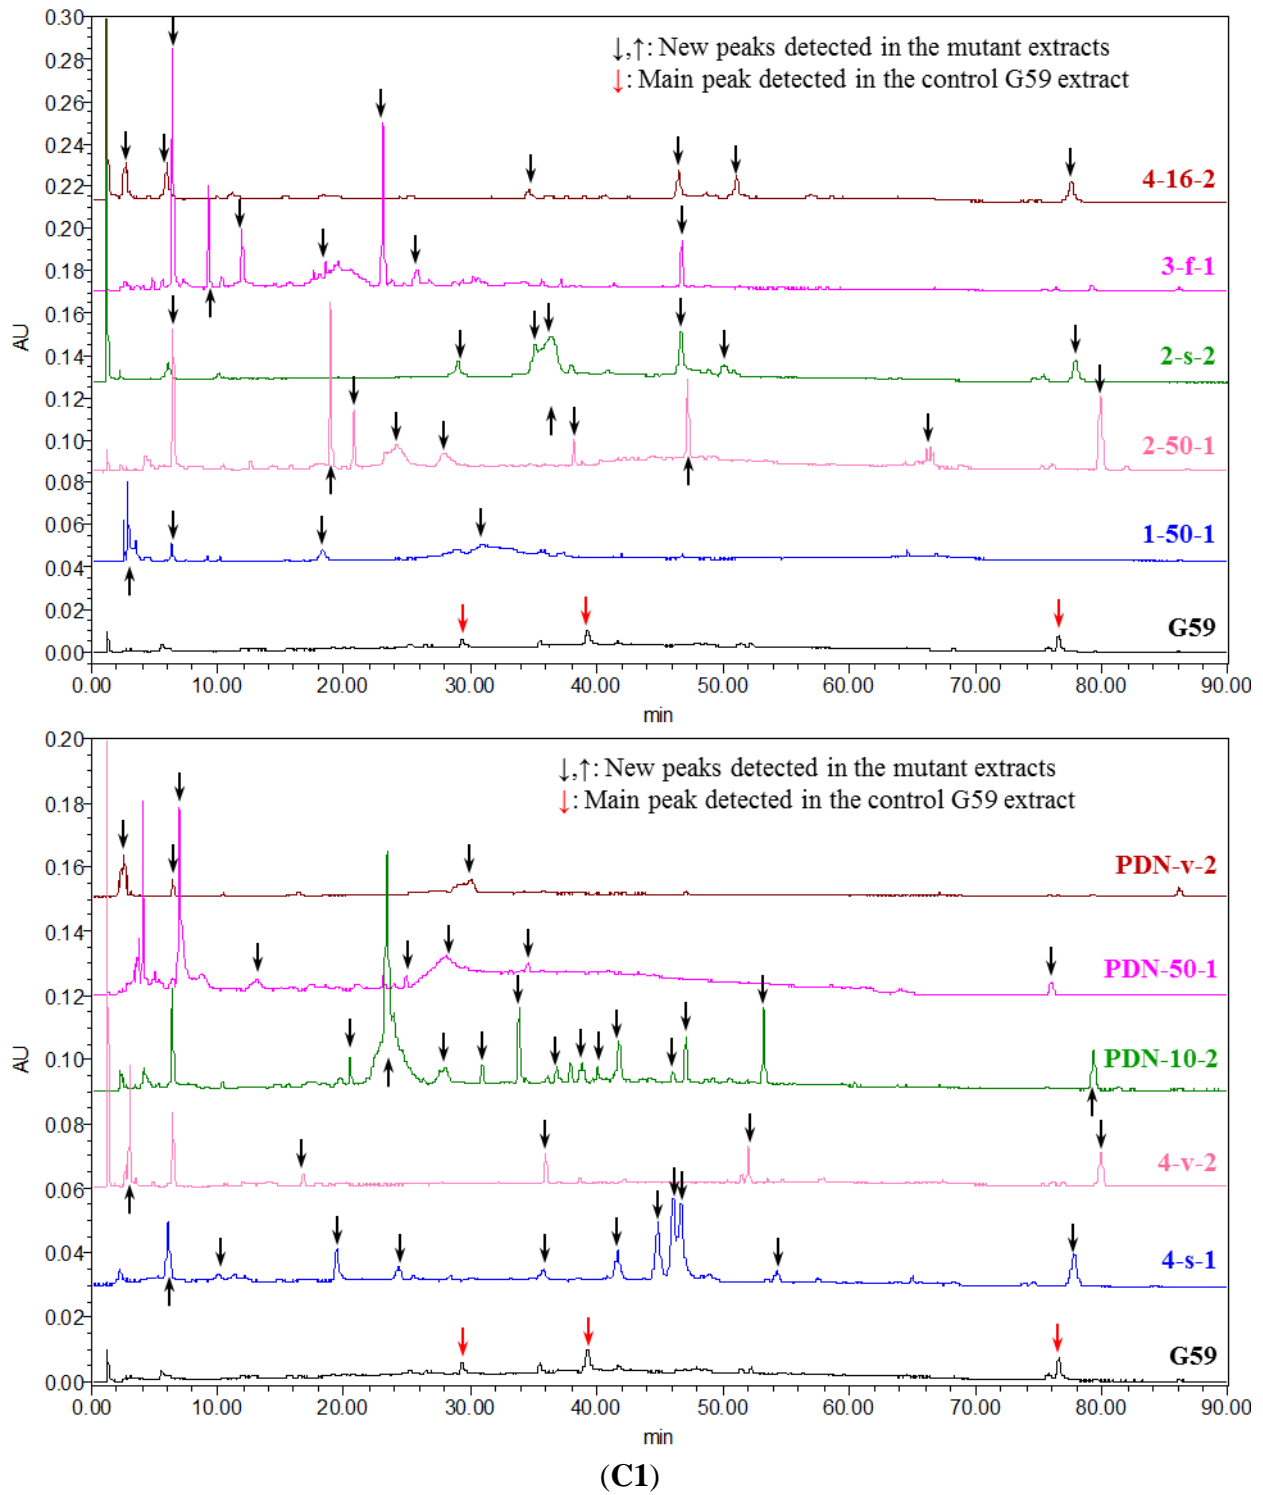 ↓,↑: New peaks detected in the mutant extracts
↓: Main peak detected in the control G59 extract
0.30
0.28
0.26
0.24
0.22
0.20
0.18
0.16
0.14
0.12
0.10
0.08
0.06
0.04
0.02
0.00
AU
4-16-2
3-f-1
2-s-2
2-50-1
1-50-1
G59
0.00 10.00 20.00 30.00 40.00 50.00 60.00 70.00 80.00 90.00
min
↓,↑: New peaks detected in the mutant extracts
↓: Main peak detected in the control G59 extract
0.20
0.18
0.16
0.14
0.12
0.10
0.08
0.06
0.04
0.02
0.00
AU
PDN-v-2
PDN-50-1
PDN-10-2
4-v-2
4-s-1
G59
0.00 10.00 20.00 30.00 40.00 50.00 60.00 70.00 80.00 90.00
min
(C1)